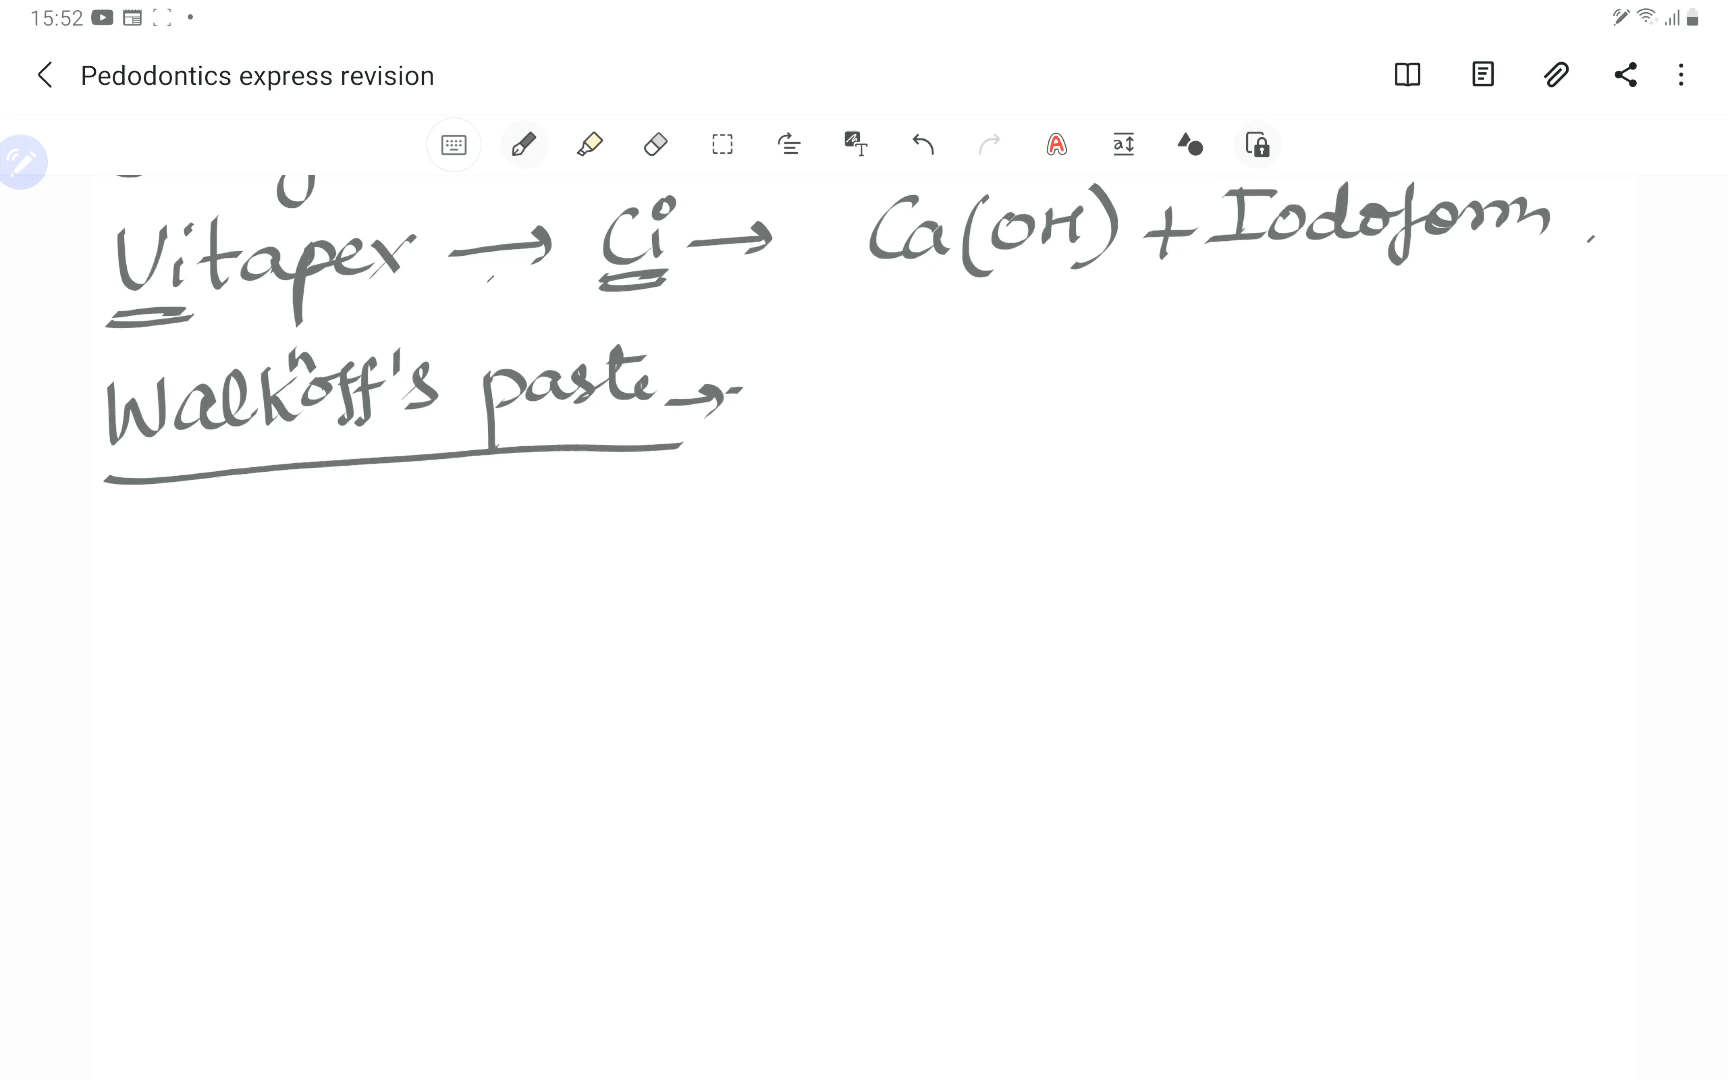 15:52
Pedodontics express revision
Vitapex → Ci → Ca(OH) + Iodoform .
Walkhoff's paste →